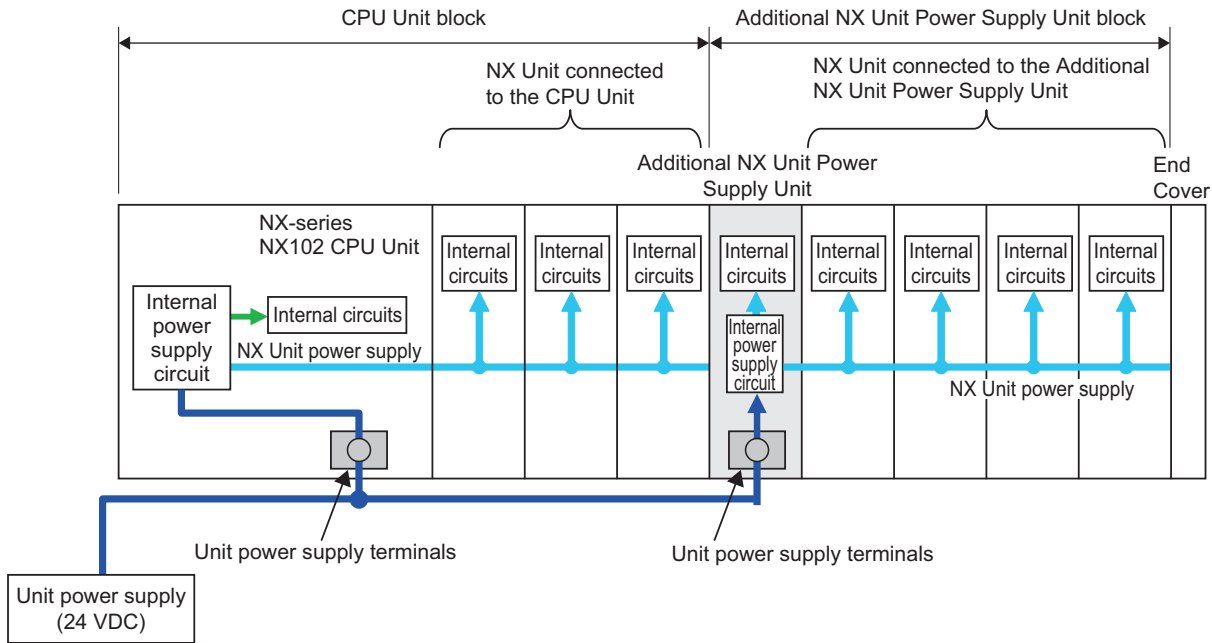 CPU Unit block
Additional NX Unit Power Supply Unit block
NX Unit connected
to the CPU Unit
NX Unit connected to the Additional
NX Unit Power Supply Unit
Additional NX Unit Power
Supply Unit
End
Cover
NX-series
NX102 CPU Unit
Internal
circuits
Internal
circuits
Internal
circuits
Internal
circuits
Internal
circuits
Internal
circuits
Internal
circuits
Internal
circuits
Internal
power
supply
circuit
Internal circuits
NX Unit power supply
Internal
power
supply
circuit
NX Unit power supply
Unit power supply terminals
Unit power supply terminals
Unit power supply
(24 VDC)